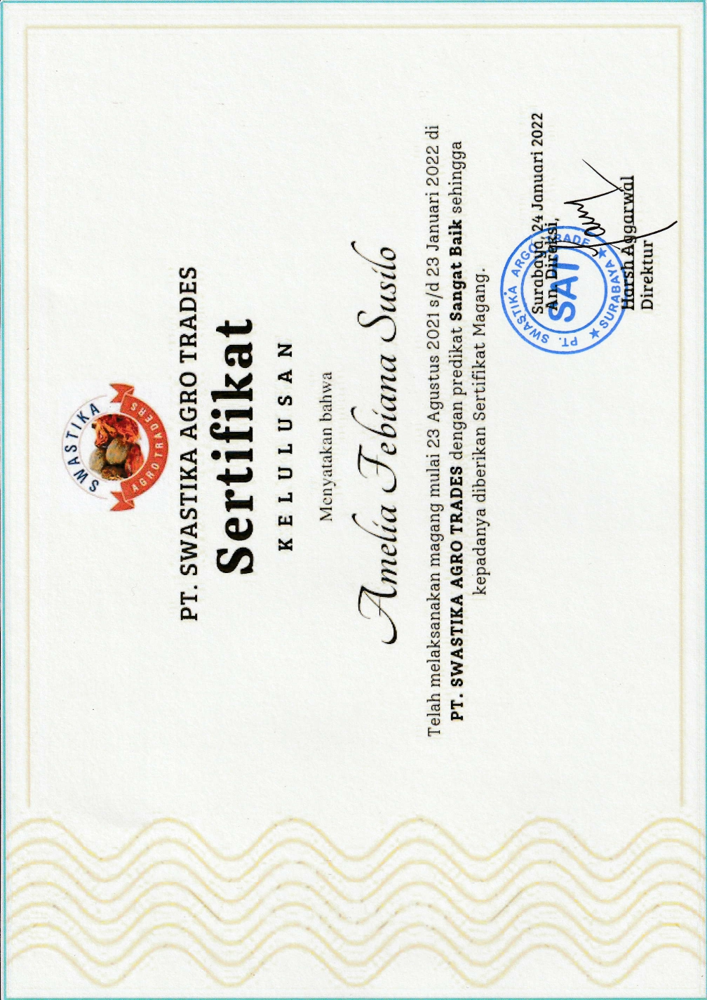 SWASTIKA
AGROTRADERS
PT. SWASTIKA AGRO TRADES
Sertifikat
KELULUSAN
Menyatakan bahwa
Amelia Febiana Susilo
Telah melaksanakan magang mulai 23 Agustus 2021 s/d 23 Januari 2022 di
PT. SWASTIKA AGRO TRADES dengan predikat Sangat Baik sehingga
kepadanya diberikan Sertifikat Magang.
Surabaya, 24 Januari 2022
An. Direksi,
PT. SWASTIKA ARGO TRADE
SAT
SURABAYA
Harsh Aggarwal
Direktur